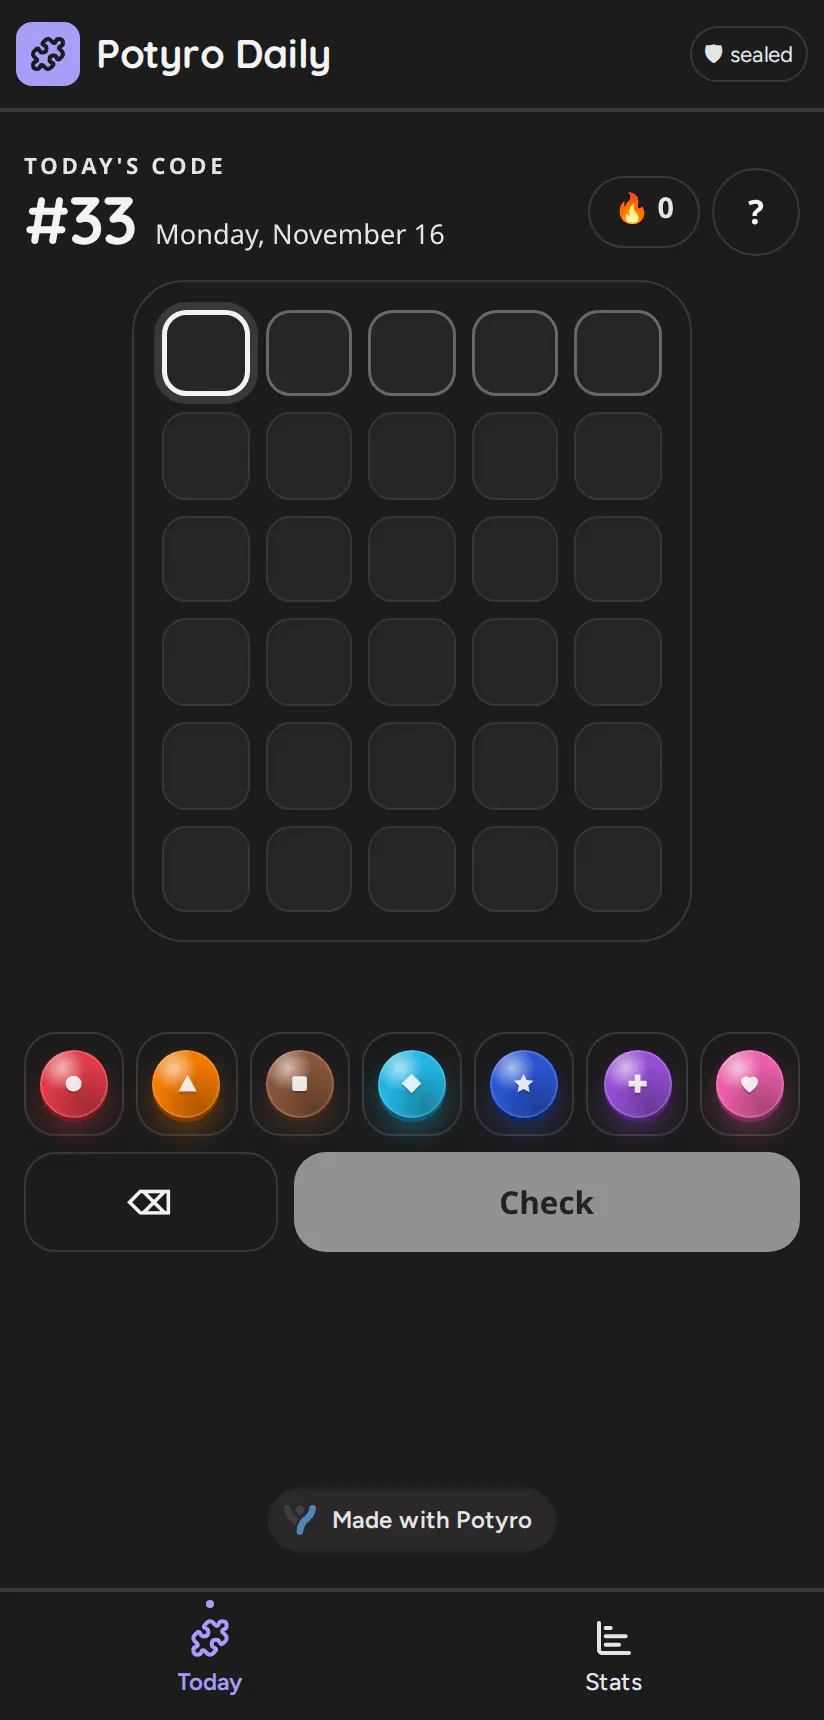 Potyro Daily
sealed
TODAY'S CODE
#33 Monday, November 16
0
?
Check
Made with Potyro
Today
Stats